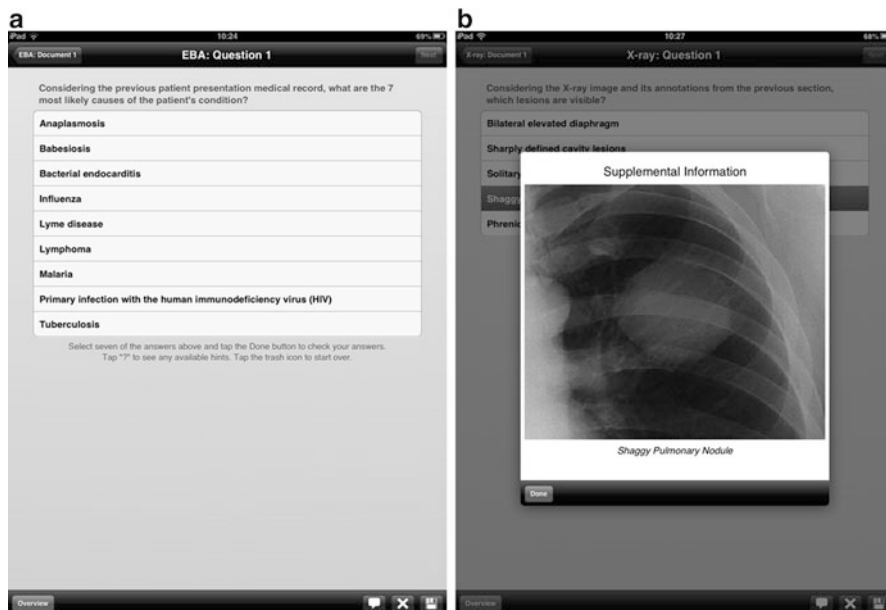 a
iPad
10:24
69%
EBA: Document 1
EBA: Question 1
Next
Considering the previous patient presentation medical record, what are the 7
most likely causes of the patient's condition?
Anaplasmosis
Babesiosis
Bacterial endocarditis
Influenza
Lyme disease
Lymphoma
Malaria
Primary infection with the human immunodeficiency virus (HIV)
Tuberculosis
Select seven of the answers above and tap the Done button to check your answers.
Tap "?" to see any available hints. Tap the trash icon to start over.
Overview
b
iPad
10:27
68%
X-ray: Document 1
X-ray: Question 1
Considering the X-ray image and its annotations from the previous section,
which lesions are visible?
Bilateral elevated diaphragm
Sharply defined cavity lesions
Solitary
Shaggy
Phrenic
Supplemental Information
Shaggy Pulmonary Nodule
Done
Overview